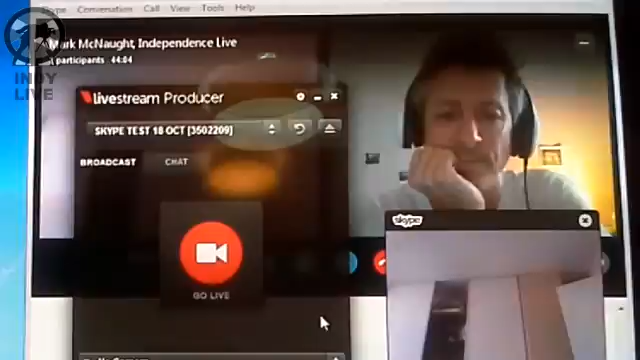 Skype Conversation Call View Tools Help
Mark McNaught, Independence Live
participants 44:04
INDY
LIVE
livestream Producer
SKYPE TEST 18 OCT [3502209]
BROADCAST CHAT
skype
GO LIVE